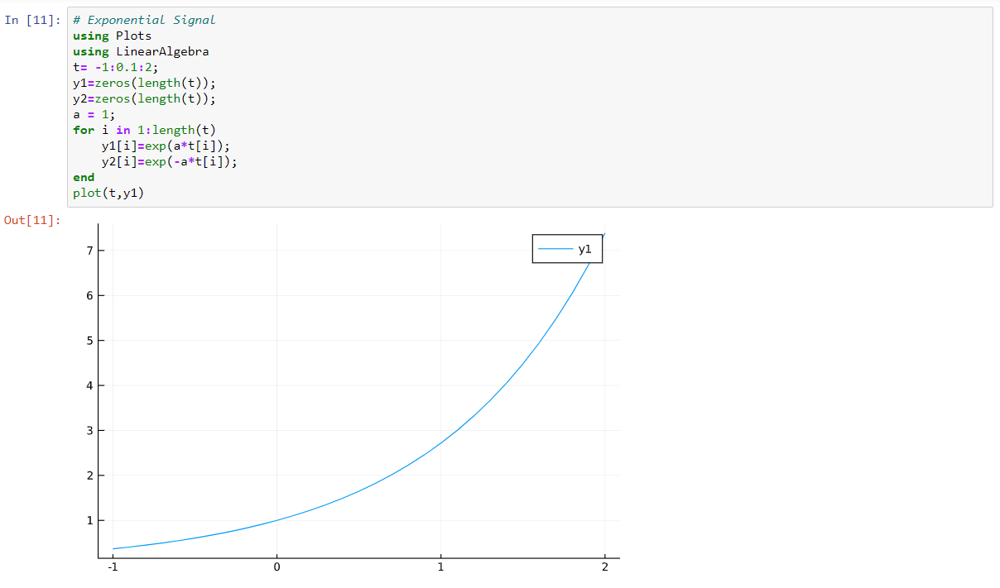 In [11]:
# Exponential Signal
using Plots
using LinearAlgebra
t= -1:0.1:2;
y1=zeros(length(t));
y2=zeros(length(t));
a = 1;
for i in 1:length(t)
    y1[i]=exp(a*t[i]);
    y2[i]=exp(-a*t[i]);
end
plot(t,y1)
Out[11]:
y1
7
6
5
4
3
2
1
-1 0 1 2